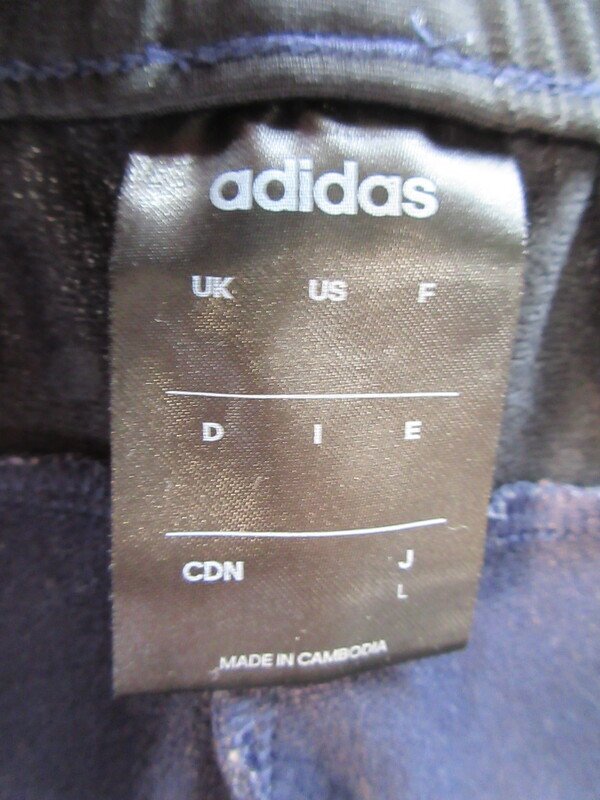 adidas
UK US F
D I E
CDN J
L
MADE IN CAMBODIA